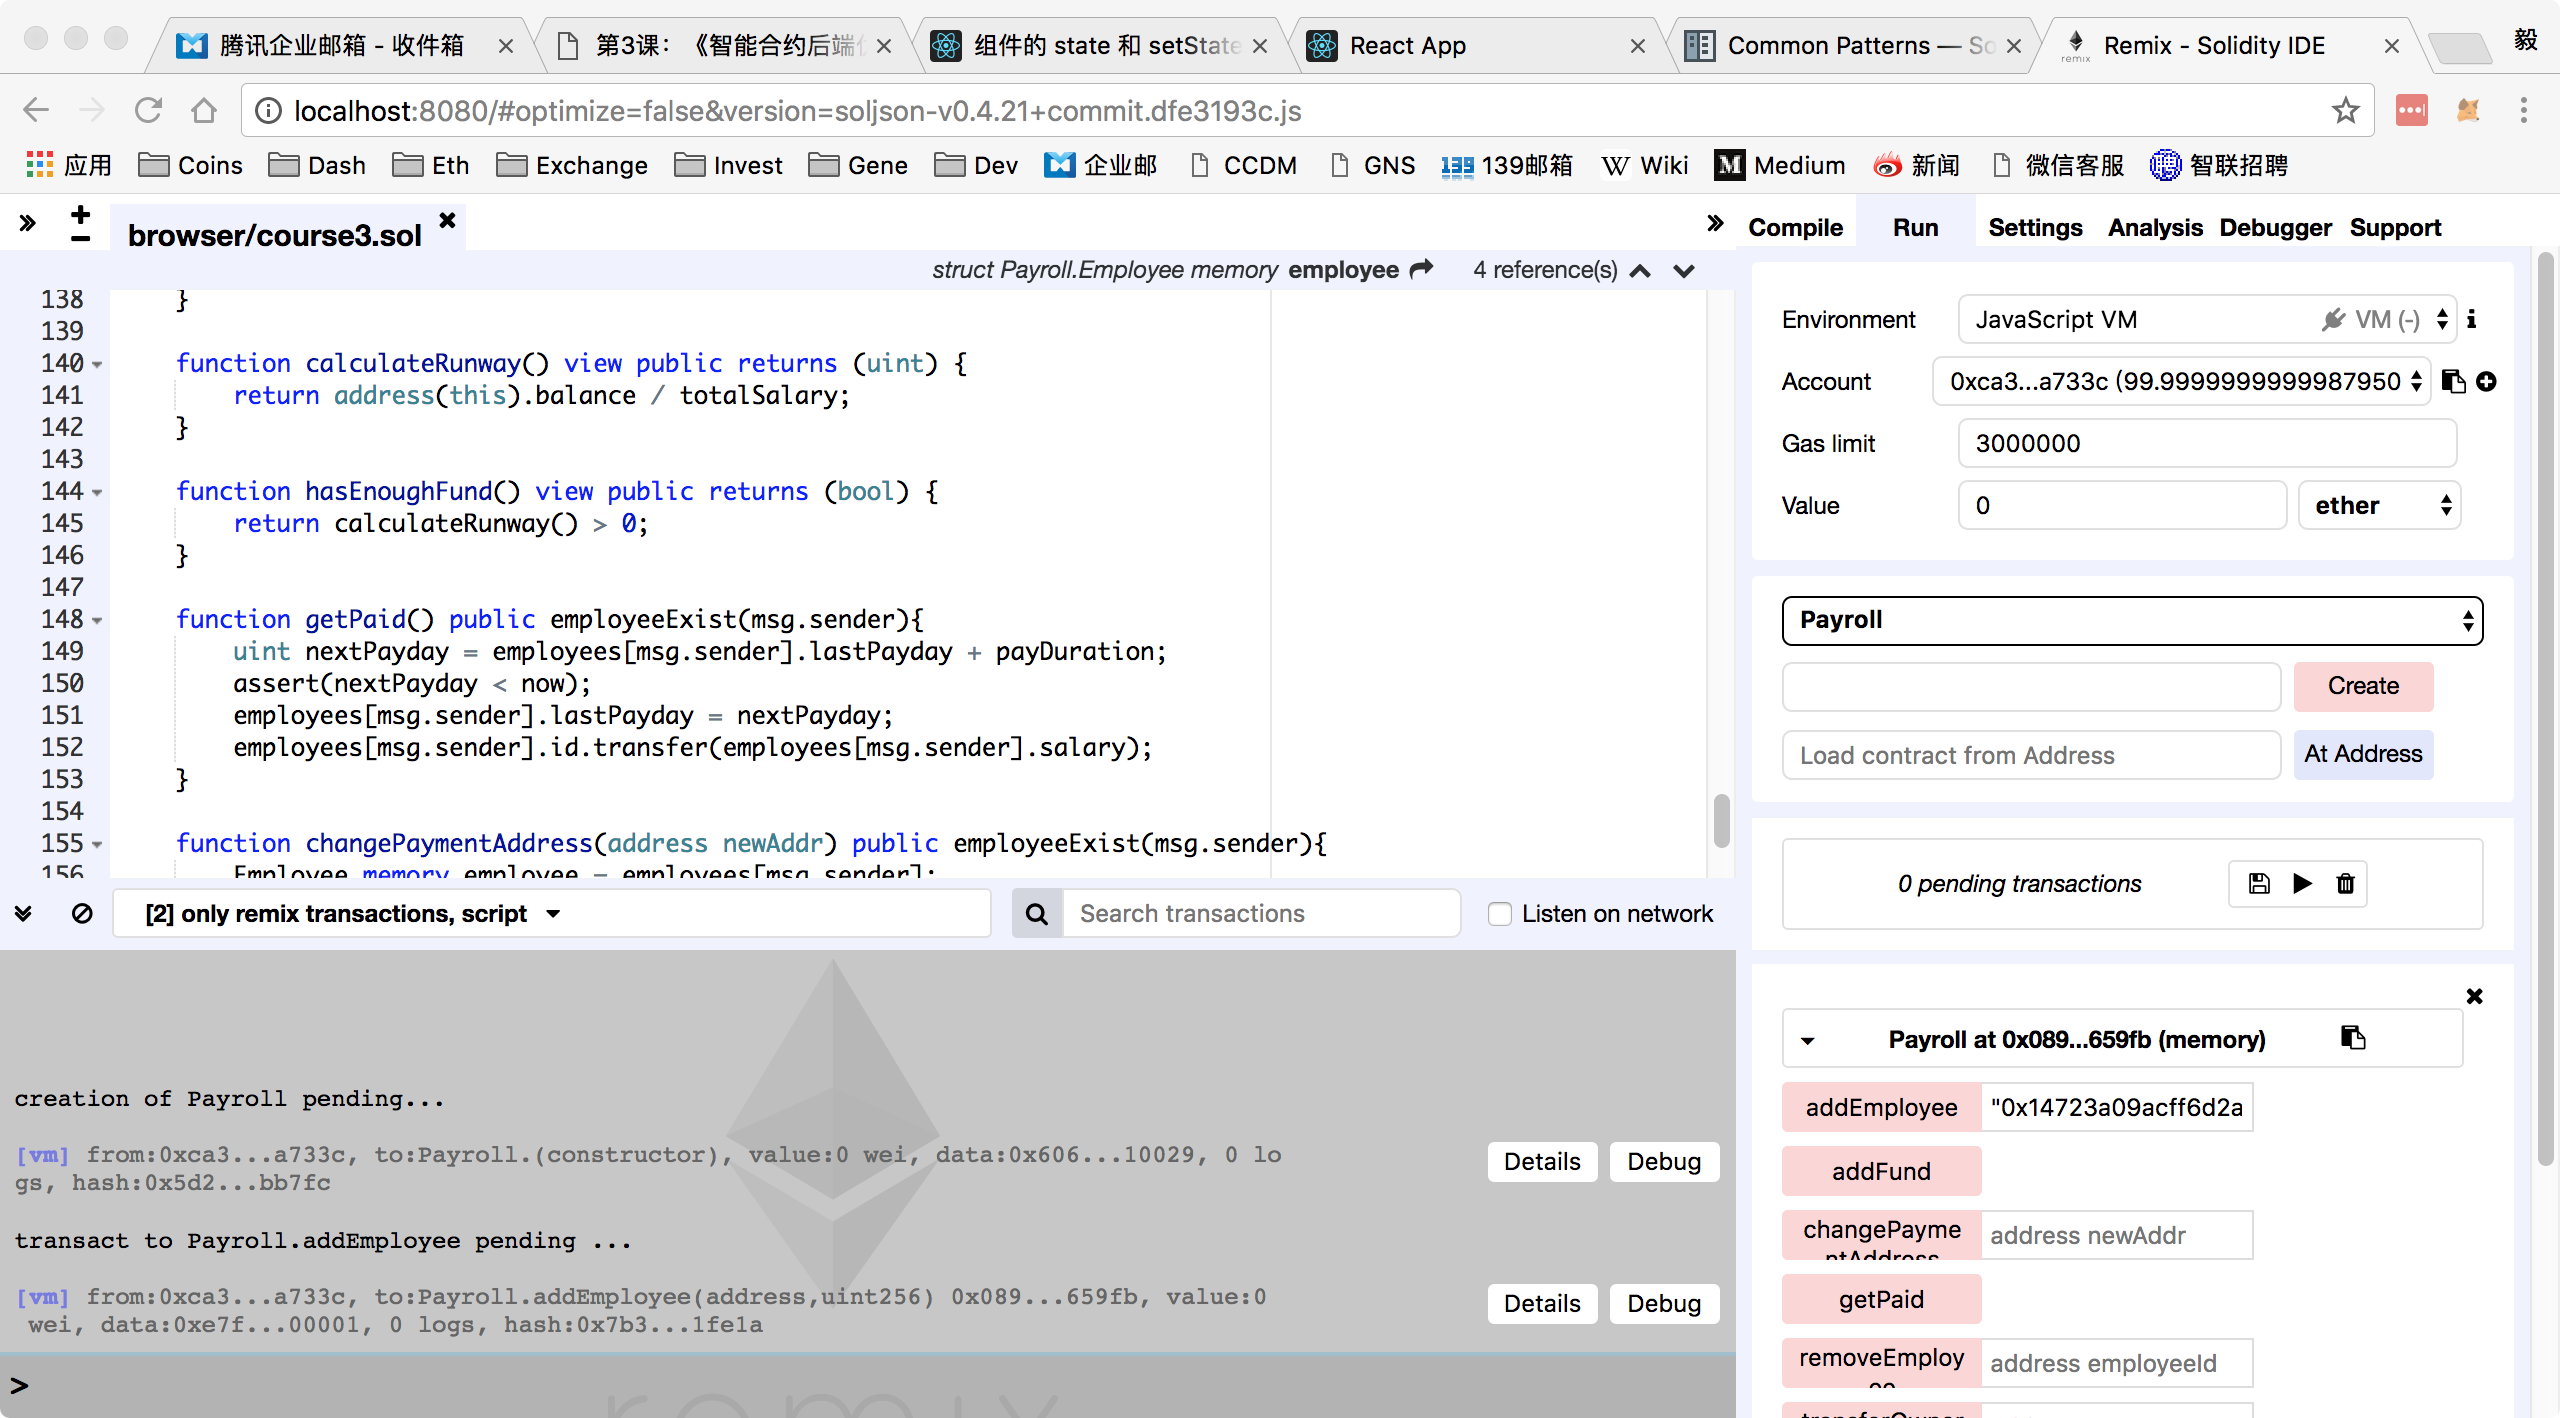 腾讯企业邮箱 - 收件箱
第3课：《智能合约后端
组件的 state 和 setState
React App
Common Patterns — So
Remix - Solidity IDE
毅
localhost:8080/#optimize=false&version=soljson-v0.4.21+commit.dfe3193c.js
应用 Coins Dash Eth Exchange Invest Gene Dev 企业邮 CCDM GNS 139邮箱 Wiki Medium 新闻 微信客服 智联招聘
browser/course3.sol
struct Payroll.Employee memory employee 4 reference(s)
138 }
139
140 function calculateRunway() view public returns (uint) {
141 return address(this).balance / totalSalary;
142 }
143
144 function hasEnoughFund() view public returns (bool) {
145 return calculateRunway() > 0;
146 }
147
148 function getPaid() public employeeExist(msg.sender){
149 uint nextPayday = employees[msg.sender].lastPayday + payDuration;
150 assert(nextPayday < now);
151 employees[msg.sender].lastPayday = nextPayday;
152 employees[msg.sender].id.transfer(employees[msg.sender].salary);
153 }
154
155 function changePaymentAddress(address newAddr) public employeeExist(msg.sender){
156 Employee memory employee = employees[msg.sender];
[2] only remix transactions, script
Search transactions
Listen on network
creation of Payroll pending...
[vm] from:0xca3...a733c, to:Payroll.(constructor), value:0 wei, data:0x606...10029, 0 lo
gs, hash:0x5d2...bb7fc
Details Debug
transact to Payroll.addEmployee pending ...
[vm] from:0xca3...a733c, to:Payroll.addEmployee(address,uint256) 0x089...659fb, value:0
wei, data:0xe7f...00001, 0 logs, hash:0x7b3...1fe1a
Details Debug
>
remix
Compile Run Settings Analysis Debugger Support
Environment JavaScript VM VM (-)
Account 0xca3...a733c (99.9999999999987950
Gas limit 3000000
Value 0 ether
Payroll
Create
Load contract from Address At Address
0 pending transactions
Payroll at 0x089...659fb (memory)
addEmployee "0x14723a09acff6d2a
addFund
changePayme
ntAddress
address newAddr
getPaid
removeEmploy
ee
address employeeId
transferOwner